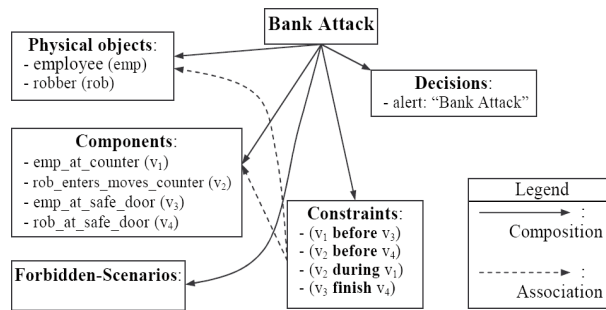 Bank Attack
Physical objects:
- employee (emp)
- robber (rob)
Decisions:
- alert: “Bank Attack”
Components:
- emp_at_counter (v₁)
- rob_enters_moves_counter (v₂)
- emp_at_safe_door (v₃)
- rob_at_safe_door (v₄)
Constraints:
- (v₁ before v₃)
- (v₂ before v₄)
- (v₂ during v₁)
- (v₃ finish v₄)
Forbidden-Scenarios:
Legend
:
Composition
:
Association